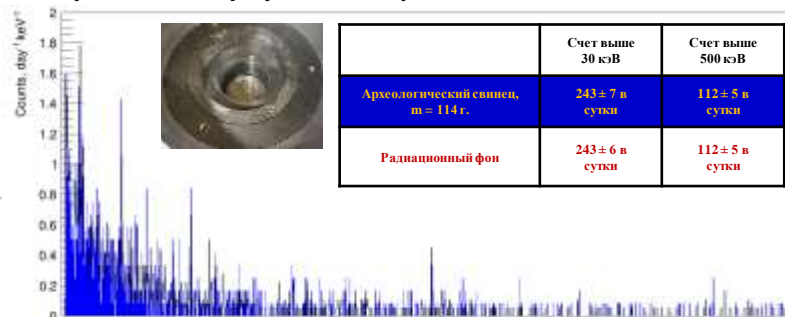 Counts, day⁻¹ keV⁻¹
2
1.8
1.6
1.4
1.2
1
0.8
0.6
0.4
0.2
0
Счет выше
30 кэВ
Счет выше
500 кэВ
Археологический свинец,
m = 114 г.
243 ± 7 в
сутки
112 ± 5 в
сутки
Радиационный фон
243 ± 6 в
сутки
112 ± 5 в
сутки